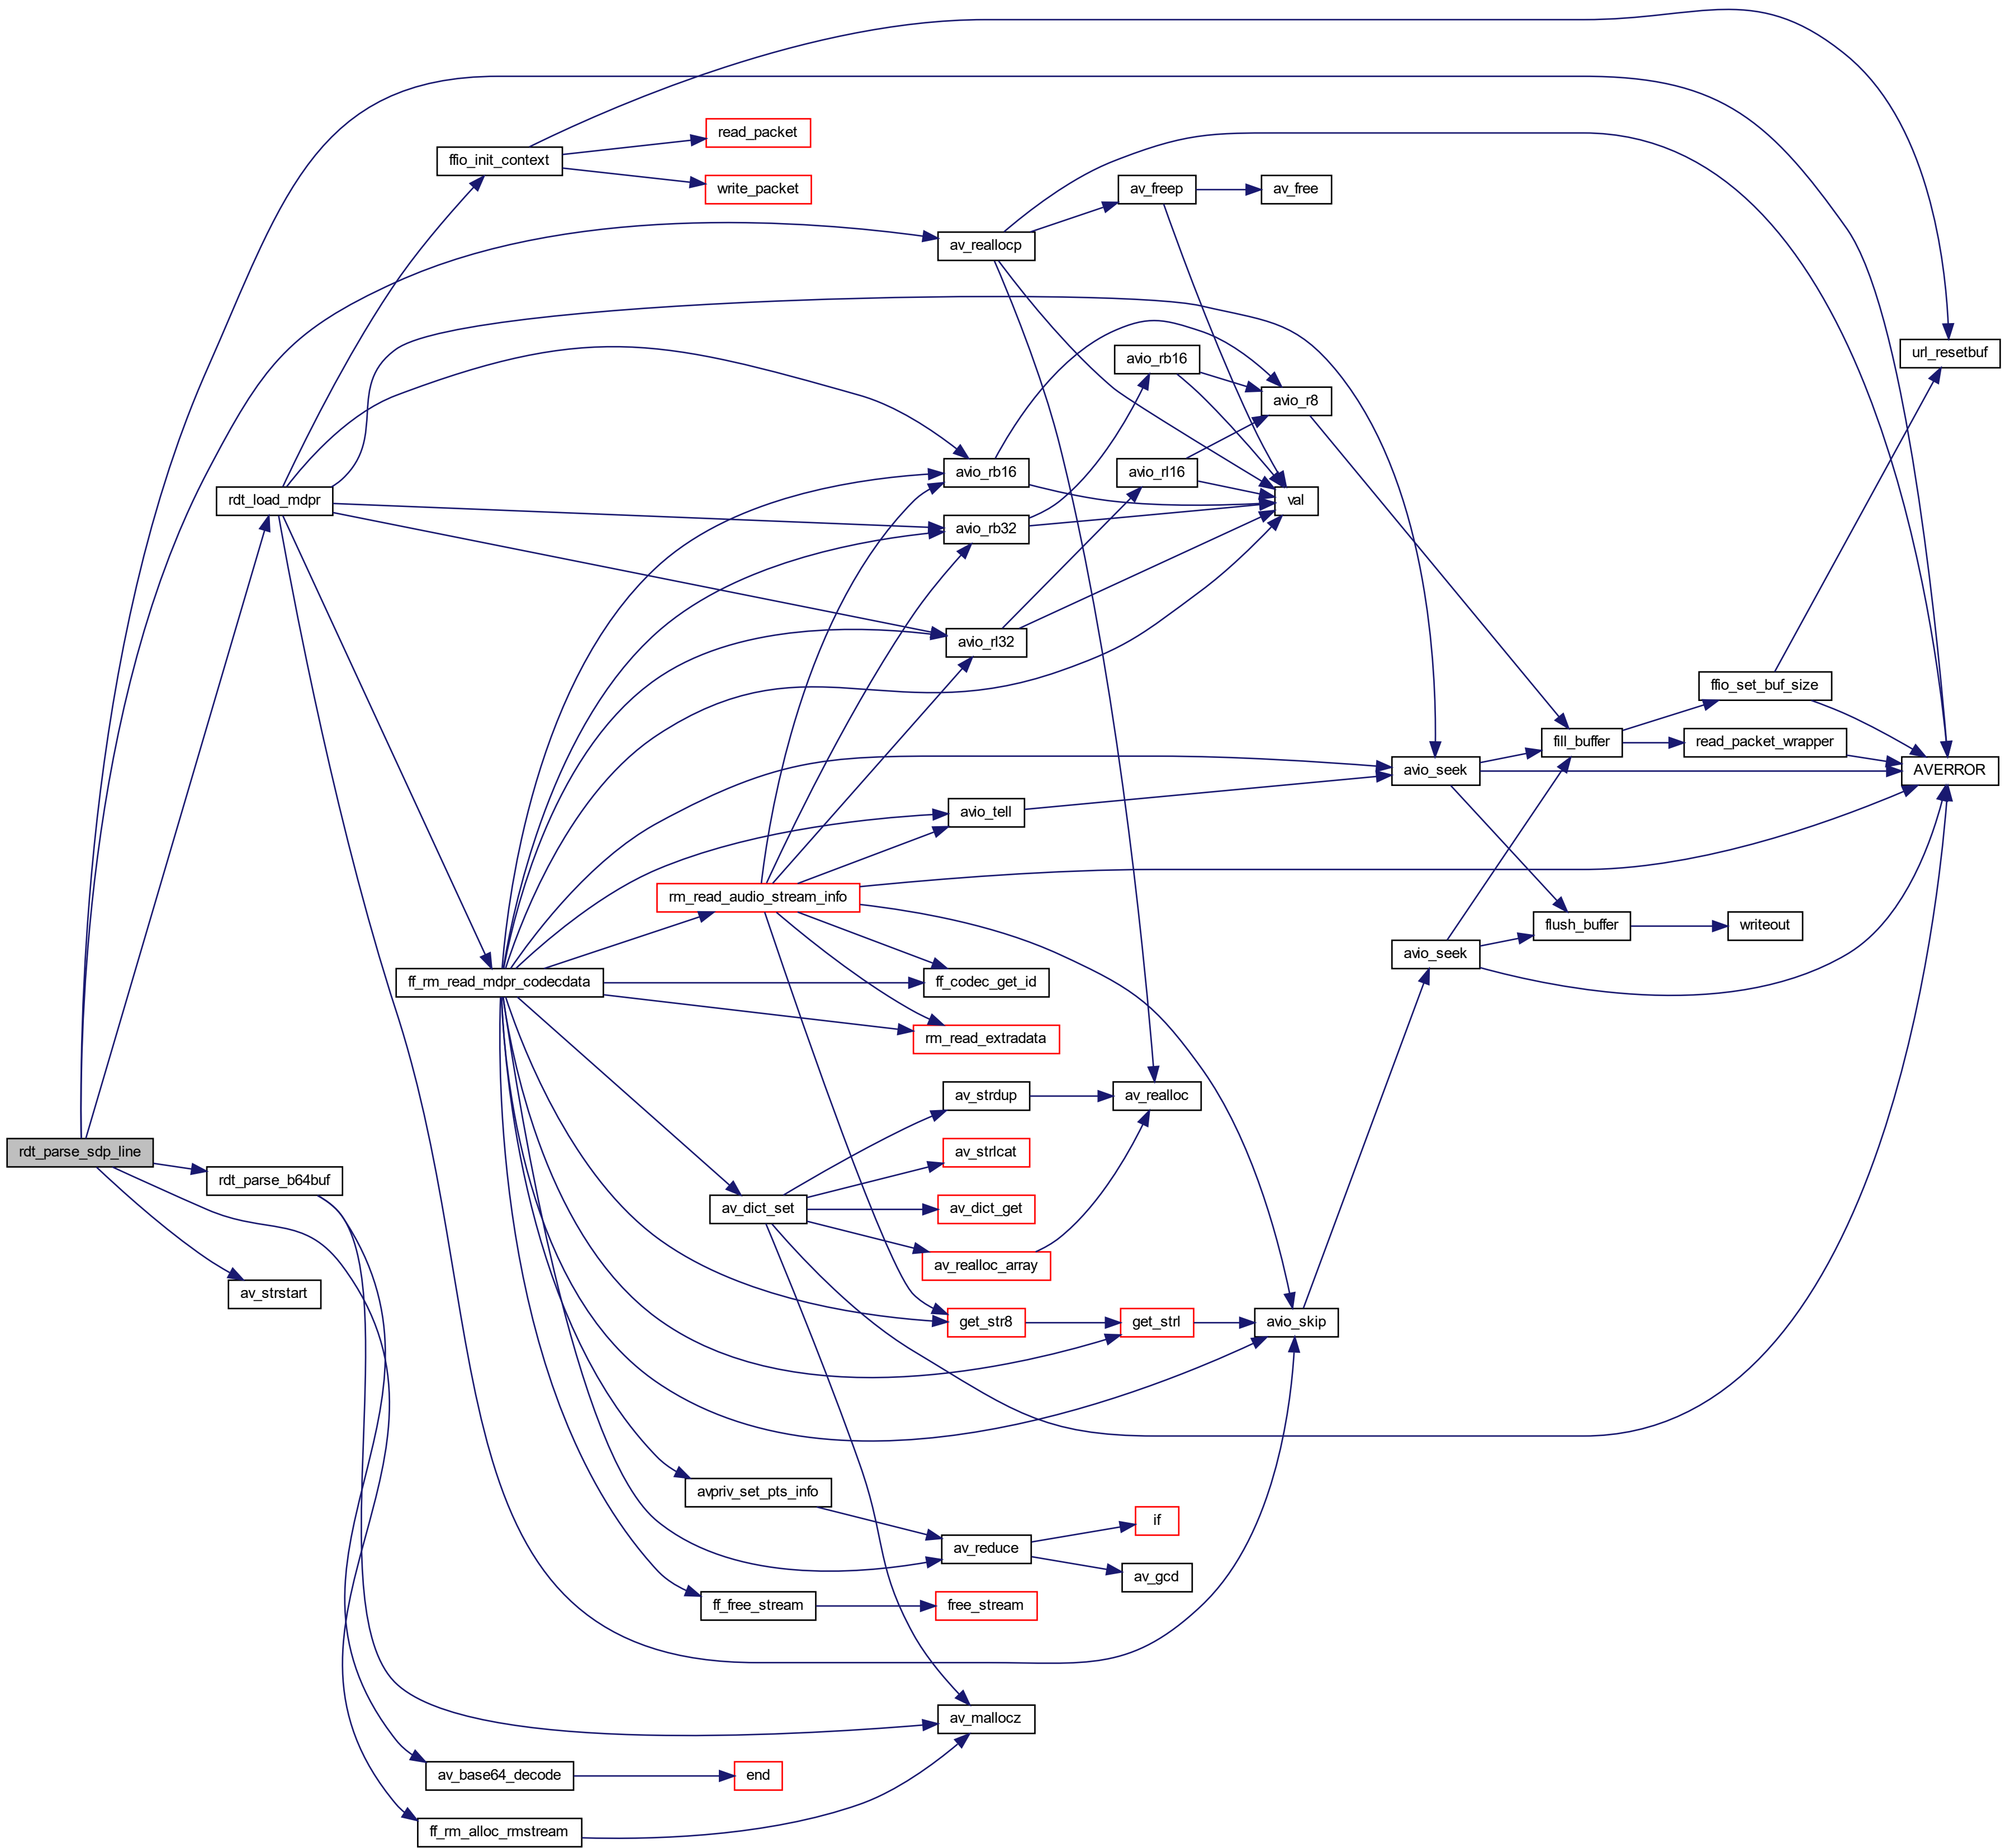 read_packet
ffio_init_context
write_packet
av_freep
av_free
av_reallocp
url_resetbuf
avio_rb16
avio_r8
avio_rb16
avio_rl16
rdt_load_mdpr
val
avio_rb32
avio_rl32
ffio_set_buf_size
fill_buffer
read_packet_wrapper
avio_seek
AVERROR
avio_tell
rm_read_audio_stream_info
flush_buffer
writeout
avio_seek
ff_rm_read_mdpr_codecdata
ff_codec_get_id
rm_read_extradata
av_strdup
av_realloc
rdt_parse_sdp_line
av_strlcat
rdt_parse_b64buf
av_dict_set
av_dict_get
av_realloc_array
av_strstart
get_str8
get_strl
avio_skip
avpriv_set_pts_info
if
av_reduce
av_gcd
ff_free_stream
free_stream
av_mallocz
av_base64_decode
end
ff_rm_alloc_rmstream